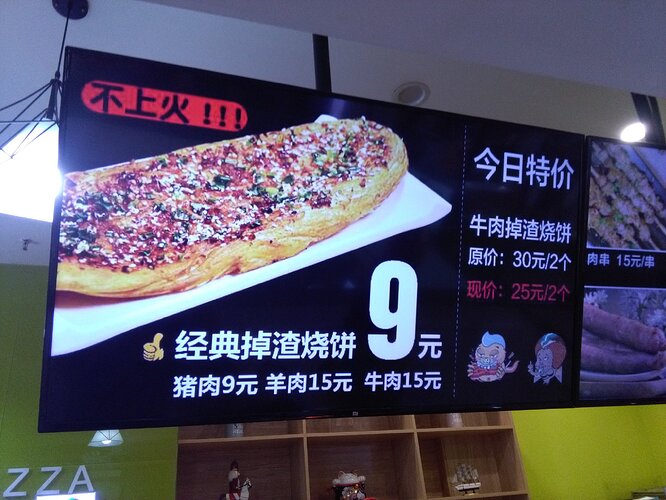 不上火!!!
经典掉渣烧饼 9元
猪肉9元 羊肉15元 牛肉15元
今日特价
牛肉掉渣烧饼
原价：30元/2个
现价：25元/2个
肉串 15元/串
ZZA